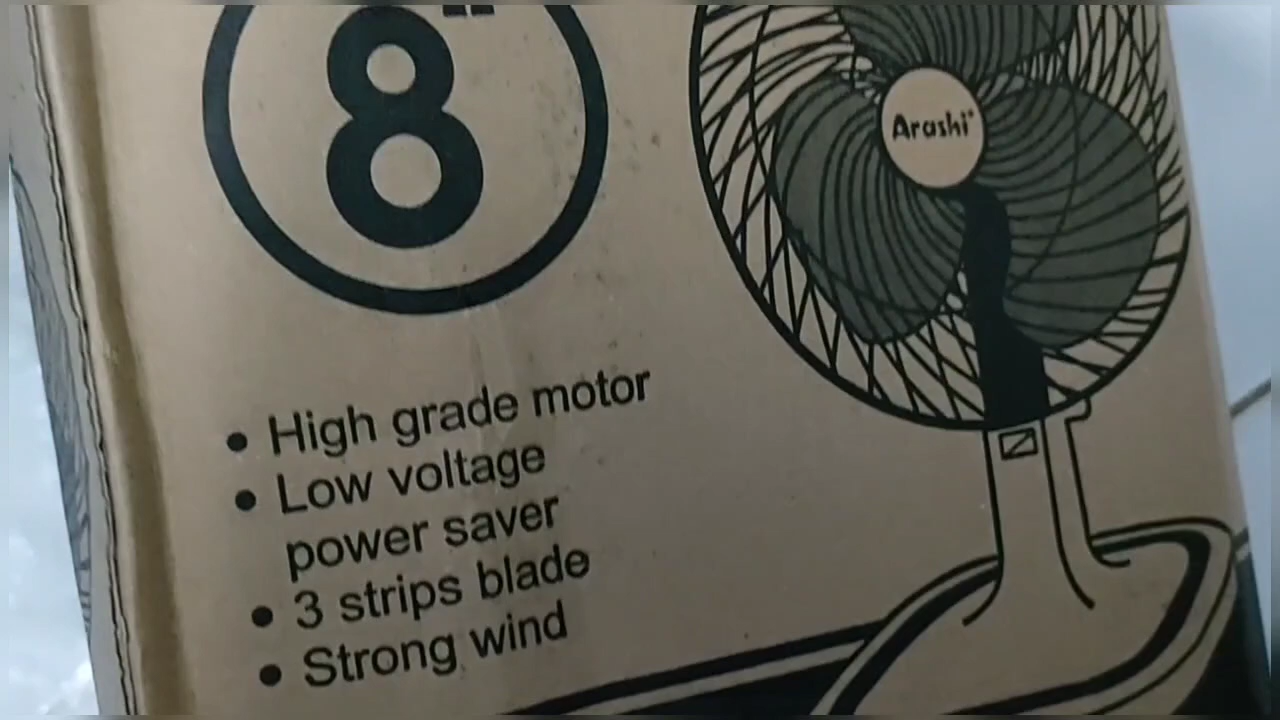 8"
Arashi
• High grade motor
• Low voltage
power saver
• 3 strips blade
• Strong wind